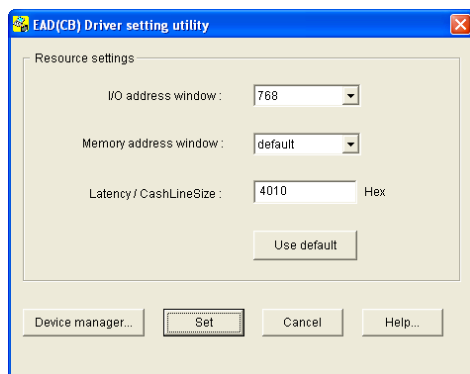 EAD(CB) Driver setting utility
Resource settings
I/O address window : 768
Memory address window : default
Latency / CashLineSize : 4010 Hex
Use default
Device manager... Set Cancel Help...